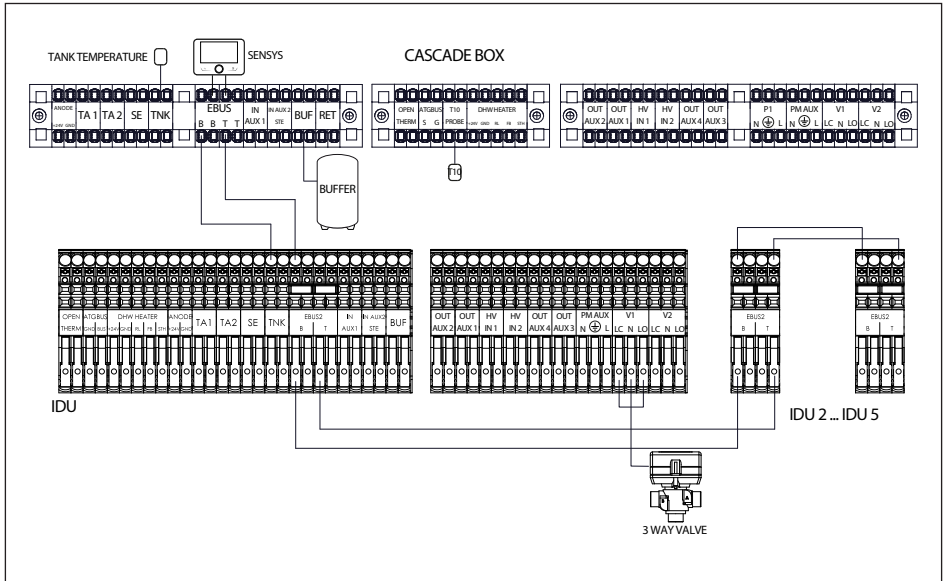 TANK TEMPERATURE
SENSYS
CASCADE BOX
ANODE
+24V GND
TA 1
TA 2
SE
TNK
EBUS
B B T T
IN
AUX 1
IN AUX 2
STE
BUF
RET
OPEN
THERM
ATGBUS
S G
T10
PROBE
DHW HEATER
+24V GND RL FB STH
OUT
AUX 2
OUT
AUX 1
HV
IN 1
HV
IN 2
OUT
AUX 4
OUT
AUX 3
P1
N L
PM AUX
N L
V1
LC N LO
V2
LC N LO
T10
BUFFER
OPEN
THERM
ATGBUS
GND BUS
DHW HEATER
+24V GND RL FB STH
ANODE
+24V GND
TA1
TA2
SE
TNK
EBUS2
B T
IN
AUX1
IN AUX2
STE
BUF
OUT
AUX 2
OUT
AUX 1
HV
IN 1
HV
IN 2
OUT
AUX 4
OUT
AUX 3
PM AUX
N L
V1
LC N LO
V2
LC N LO
EBUS2
B T
EBUS2
B T
IDU
IDU 2 ... IDU 5
B
A
3 WAY VALVE